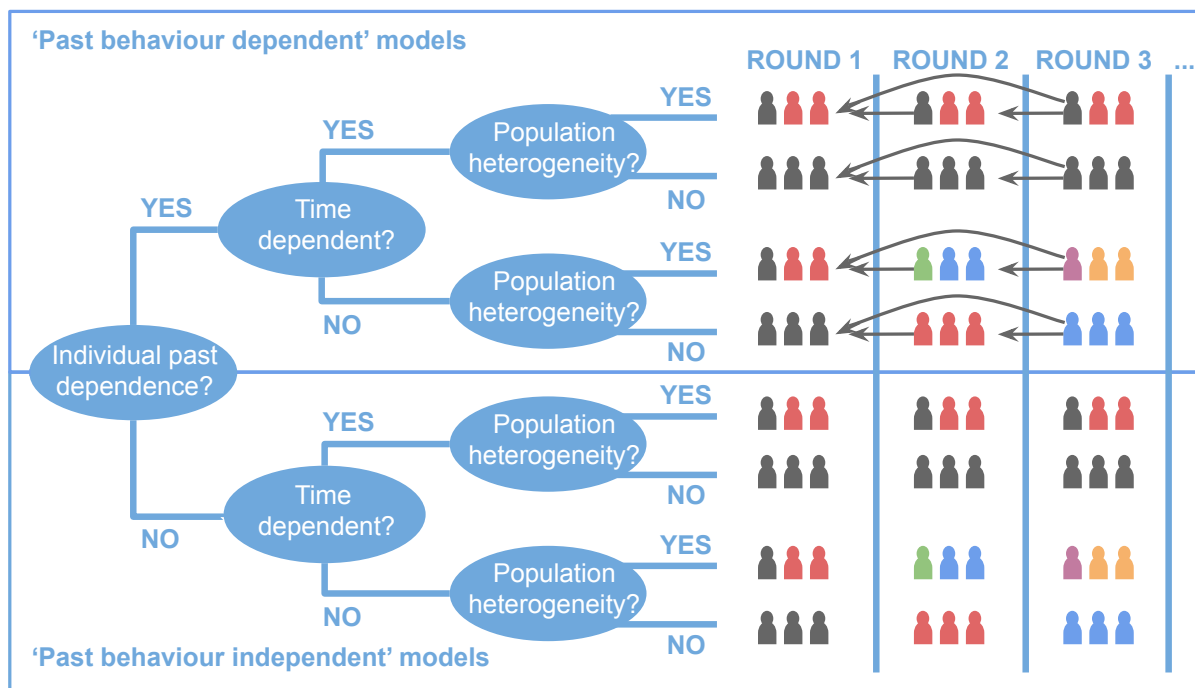 ‘Past behaviour dependent’ models
ROUND 1
ROUND 2
ROUND 3
...
YES
Population
heterogeneity?
YES
NO
Time
dependent?
YES
YES
Population
heterogeneity?
NO
NO
Individual past
dependence?
YES
Population
heterogeneity?
YES
NO
Time
dependent?
NO
YES
Population
heterogeneity?
NO
NO
‘Past behaviour independent’ models